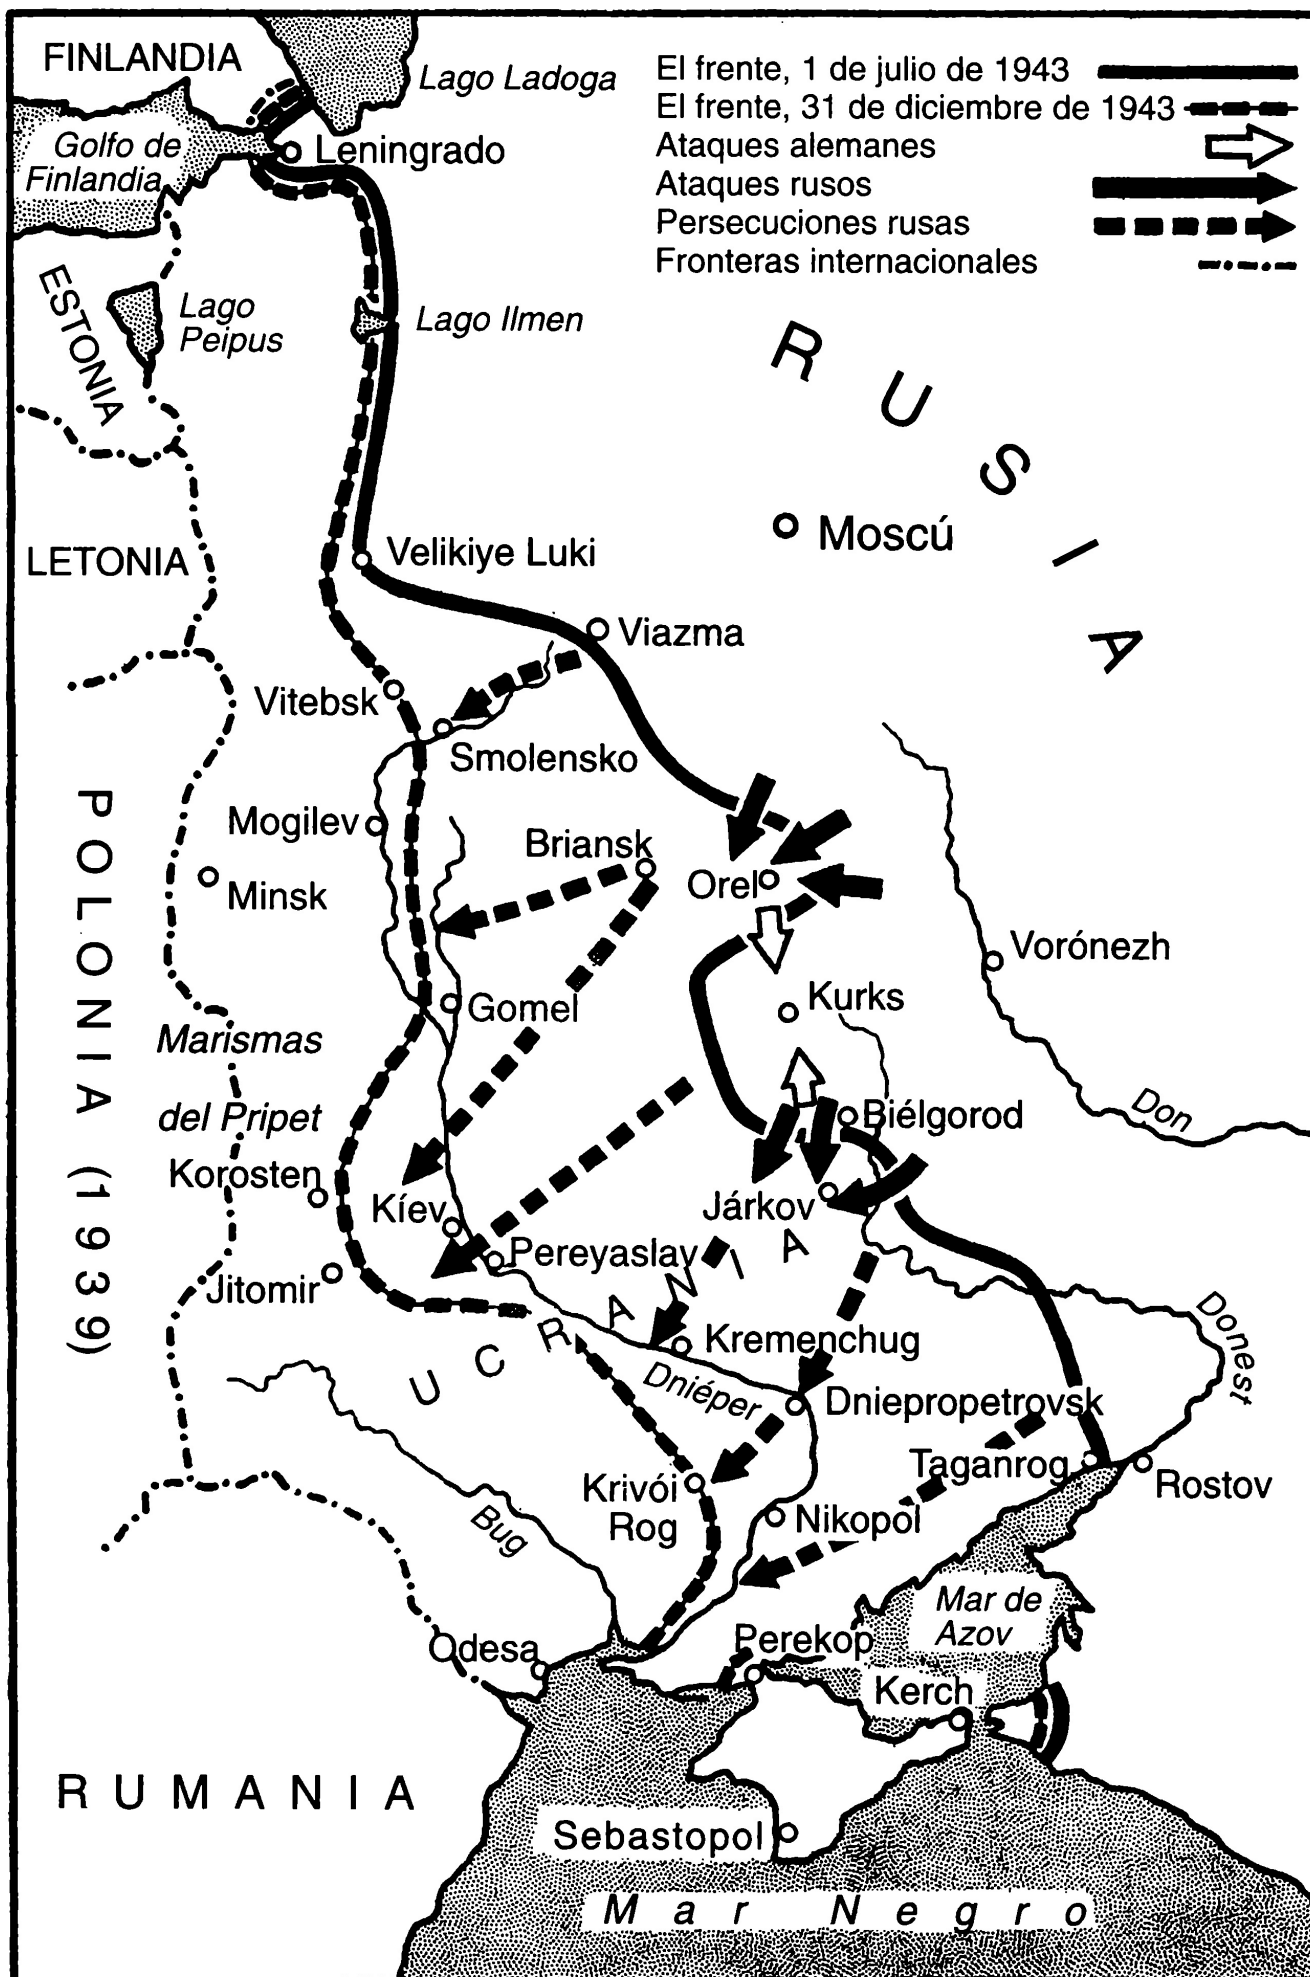 FINLANDIA
Lago Ladoga
El frente, 1 de julio de 1943
El frente, 31 de diciembre de 1943
Ataques alemanes
Ataques rusos
Persecuciones rusas
Fronteras internacionales
Golfo de
Finlandia
Leningrado
ESTONIA
Lago
Peipus
Lago Ilmen
RUSIA
Moscú
LETONIA
Velikiye Luki
Viazma
Vitebsk
Smolensko
POLONIA (1939)
Mogilev
Minsk
Briansk
Orel
Vorónezh
Gomel
Kurks
Marismas
del Pripet
Don
Biélgorod
Korosten
Kíev
Járkov
Pereyaslav
Jitomir
UCRANIA
Kremenchug
Donest
Dniéper
Dniepropetrovsk
Taganrog
Rostov
Krivói
Rog
Nikopol
Bug
Mar de
Azov
Perekop
Odesa
Kerch
RUMANIA
Sebastopol
Mar Negro